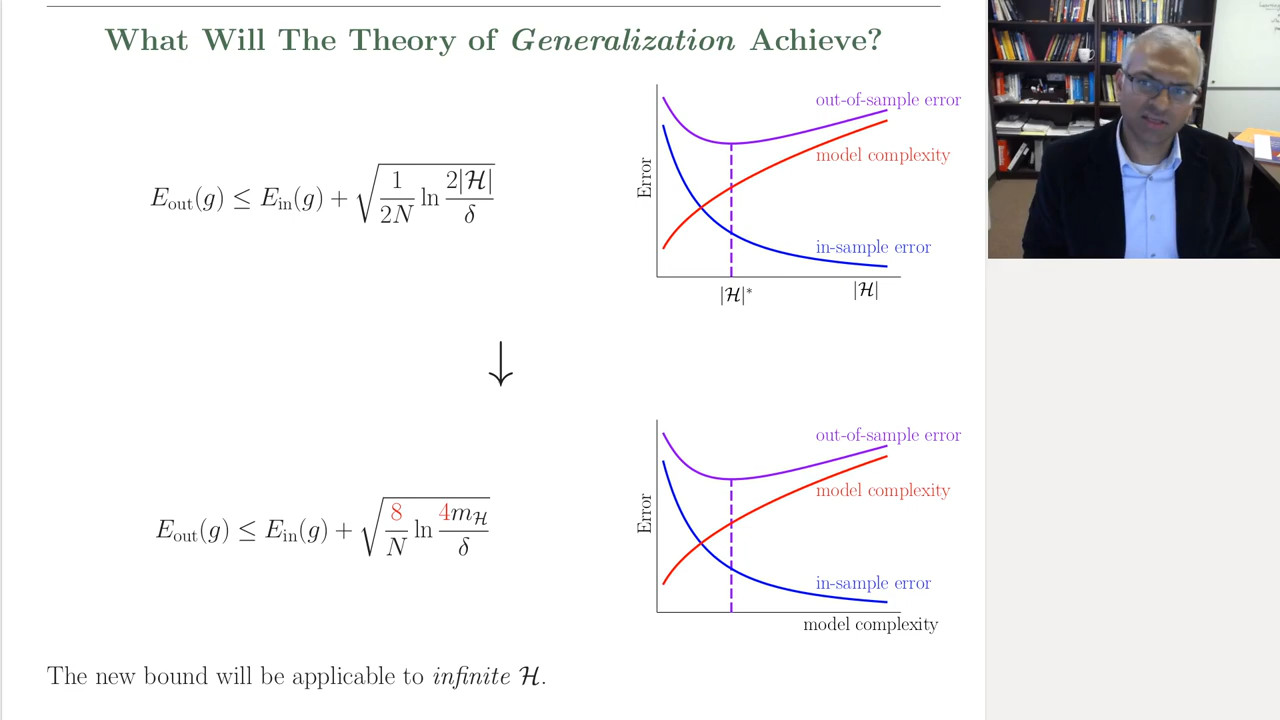 What Will The Theory of Generalization Achieve?
E_out(g) ≤ E_in(g) + √(1/2N ln 2|ℋ|/δ)
Error
out-of-sample error
model complexity
in-sample error
|ℋ|*
|ℋ|
↓
E_out(g) ≤ E_in(g) + √(8/N ln 4m_ℋ/δ)
Error
out-of-sample error
model complexity
in-sample error
model complexity
The new bound will be applicable to infinite ℋ.